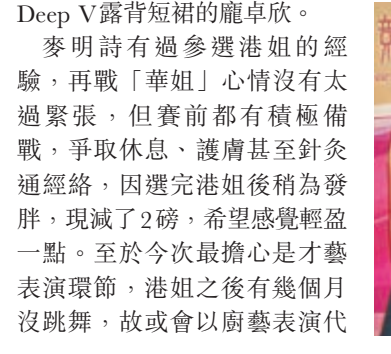 Deep V露背短裙的龐卓欣。
麥明詩有過參選港姐的經
驗，再戰「華姐」心情沒有太
過緊張，但賽前都有積極備
戰，爭取休息、護膚甚至針灸
通經絡，因選完港姐後稍為發
胖，現減了2磅，希望感覺輕盈
一點。至於今次最擔心是才藝
表演環節，港姐之後有幾個月
沒跳舞，故或會以廚藝表演代